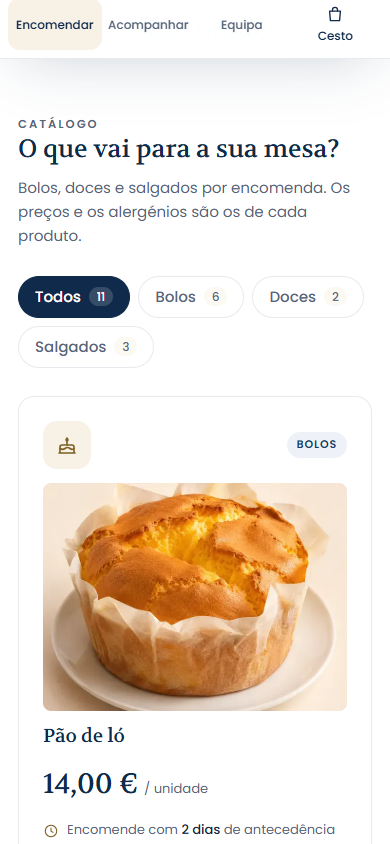 Encomendar Acompanhar Equipa Cesto
CATÁLOGO
O que vai para a sua mesa?
Bolos, doces e salgados por encomenda. Os
preços e os alergénios são os de cada
produto.
Todos 11 Bolos 6 Doces 2
Salgados 3
BOLOS
Pão de ló
14,00 € / unidade
Encomende com 2 dias de antecedência